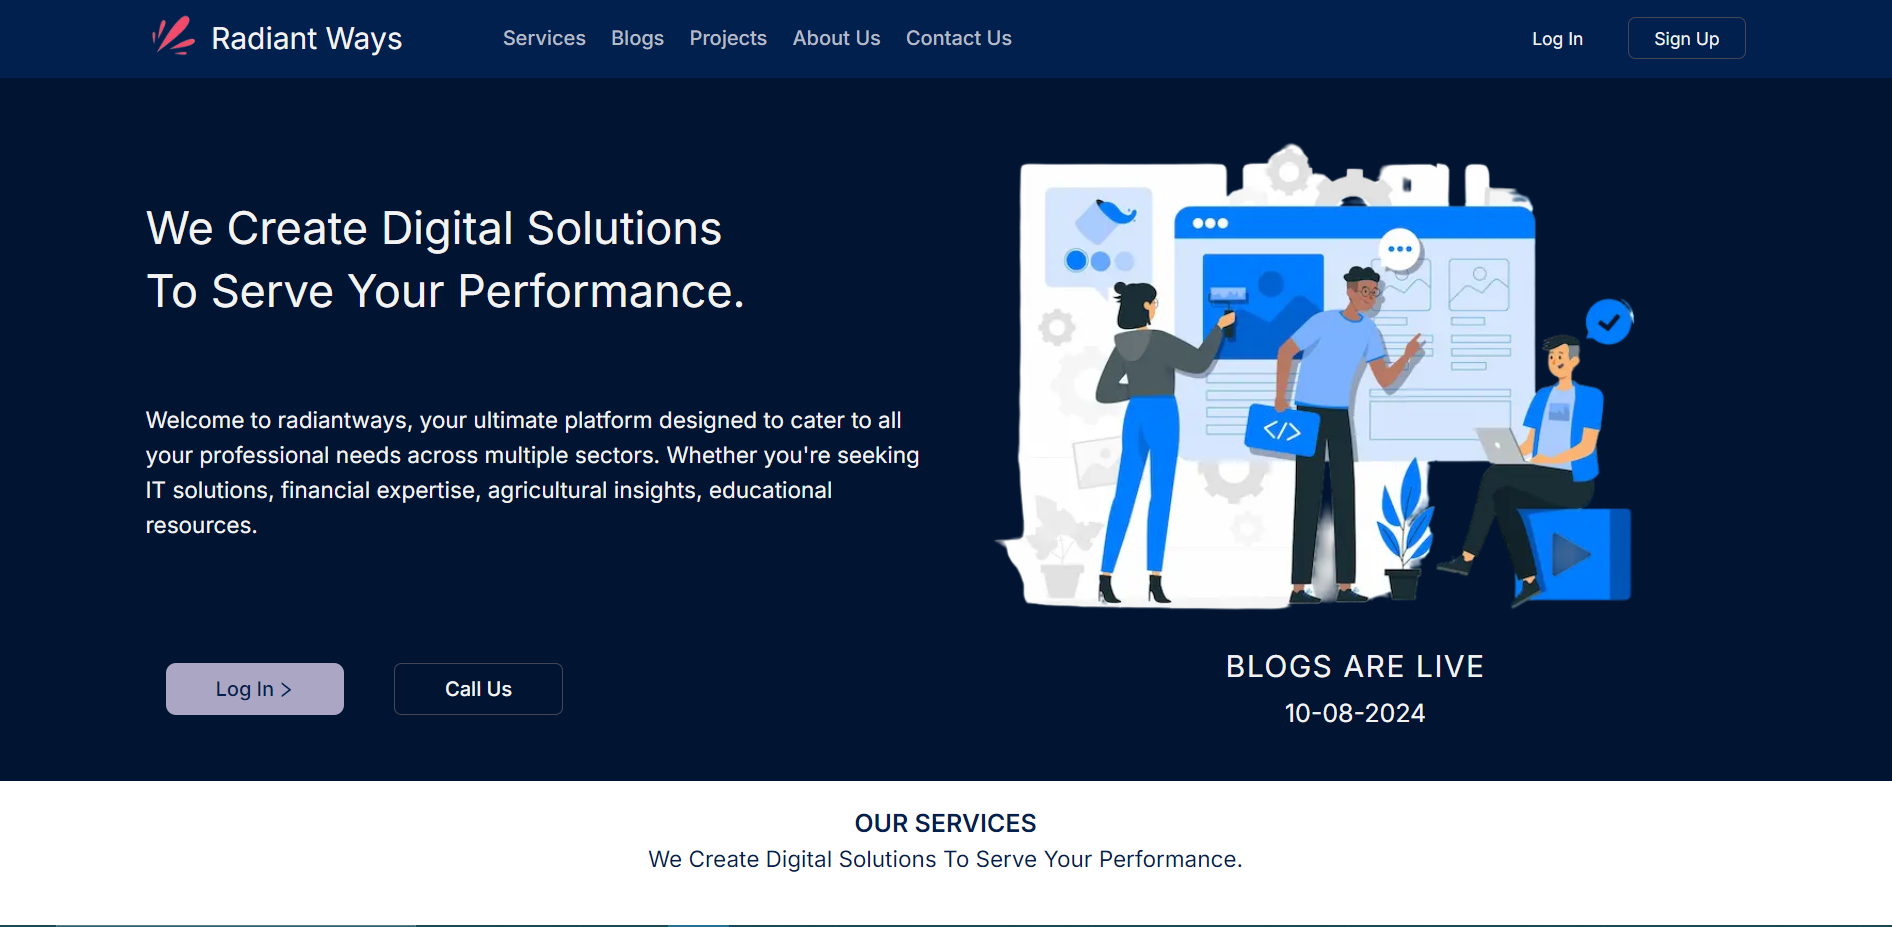 Radiant Ways
Services Blogs Projects About Us Contact Us
Log In
Sign Up
We Create Digital Solutions
To Serve Your Performance.
Welcome to radiantways, your ultimate platform designed to cater to all
your professional needs across multiple sectors. Whether you're seeking
IT solutions, financial expertise, agricultural insights, educational
resources.
Log In >
Call Us
</>
BLOGS ARE LIVE
10-08-2024
OUR SERVICES
We Create Digital Solutions To Serve Your Performance.